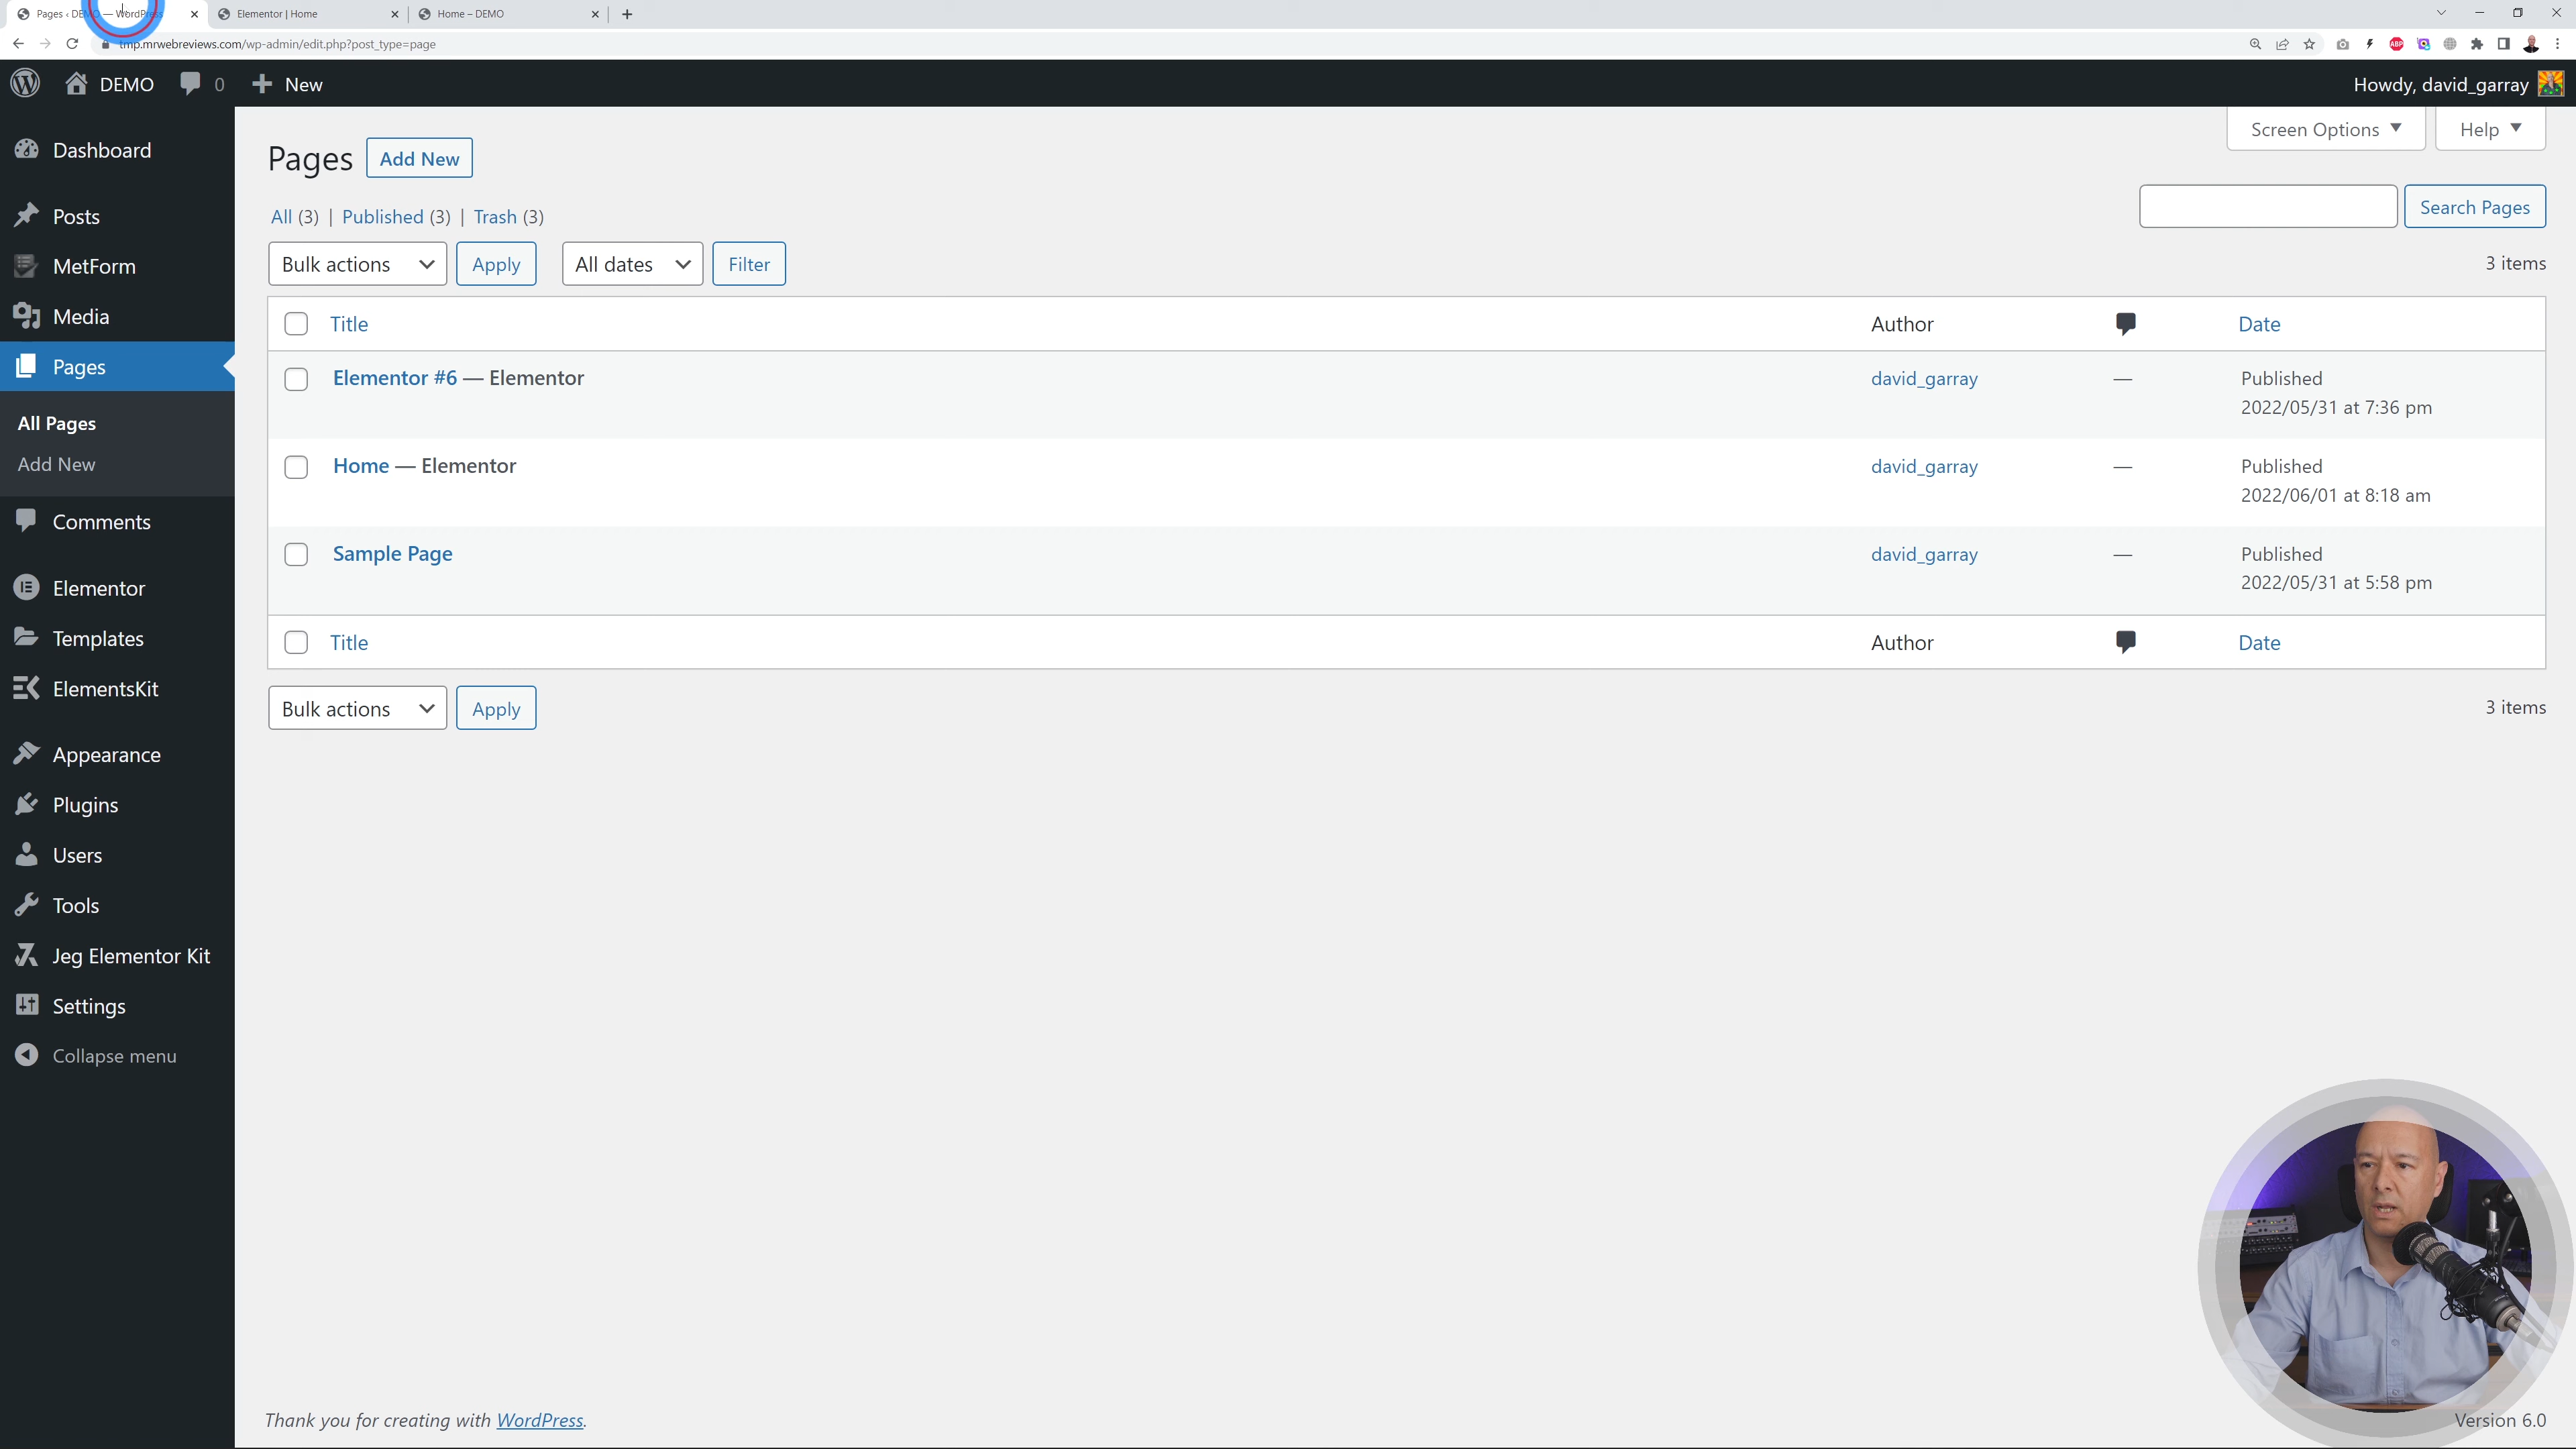 Pages ‹ DEMO — WordPress
Elementor | Home
Home – DEMO
tmp.mrwebreviews.com/wp-admin/edit.php?post_type=page
DEMO
0
New
Howdy, david_garray
Screen Options
Help
Dashboard
Posts
MetForm
Media
Pages
All Pages
Add New
Comments
Elementor
Templates
ElementsKit
Appearance
Plugins
Users
Tools
Jeg Elementor Kit
Settings
Collapse menu
Pages
Add New
All (3) | Published (3) | Trash (3)
Search Pages
Bulk actions
Apply
All dates
Filter
3 items
Title
Author
Date
Elementor #6 — Elementor
david_garray
—
Published
2022/05/31 at 7:36 pm
Home — Elementor
david_garray
—
Published
2022/06/01 at 8:18 am
Sample Page
david_garray
—
Published
2022/05/31 at 5:58 pm
Title
Author
Date
Bulk actions
Apply
3 items
Thank you for creating with WordPress.
Version 6.0
ABP